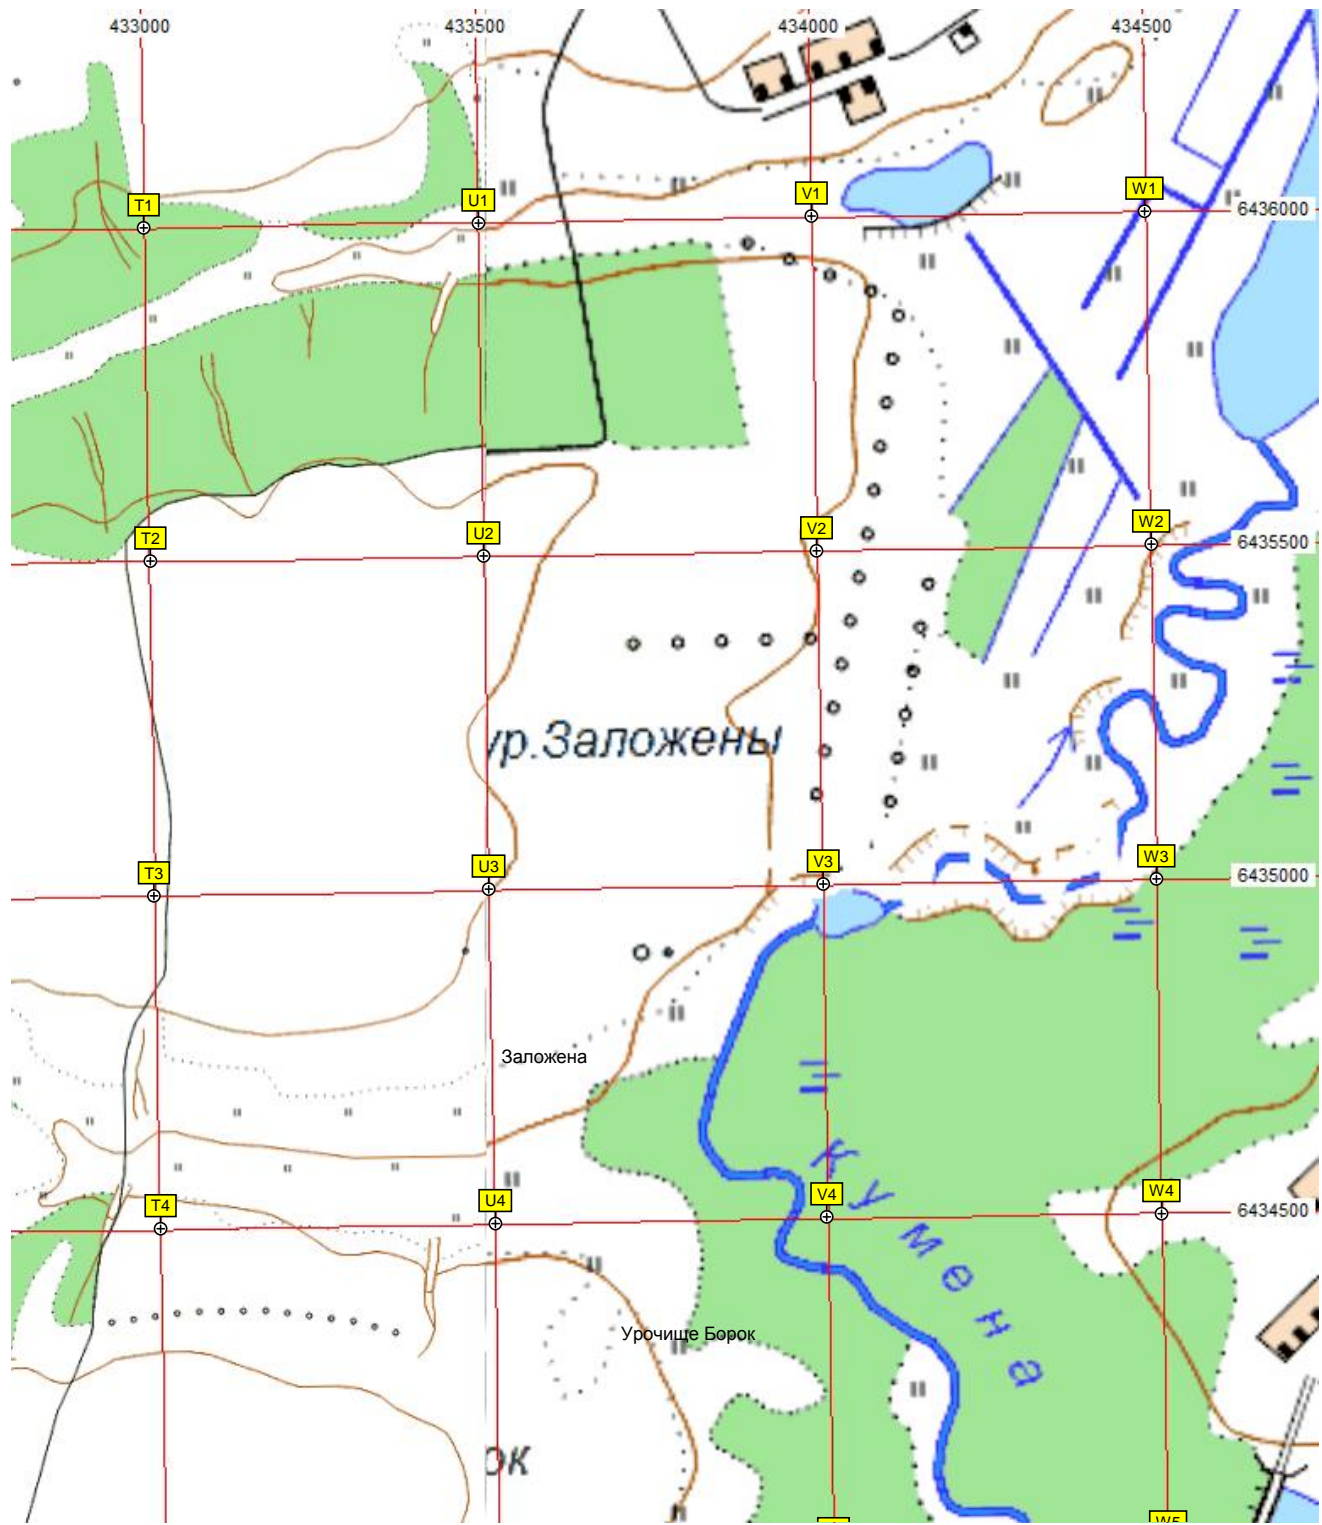 433000 433500 434000 434500
T1 U1 V1 W1 6436000
T2 U2 V2 W2 6435500
ур.Заложены
T3 U3 V3 W3 6435000
Заложена
Кумена
T4 U4 V4 W4 6434500
Урочище Борок
ок
W5